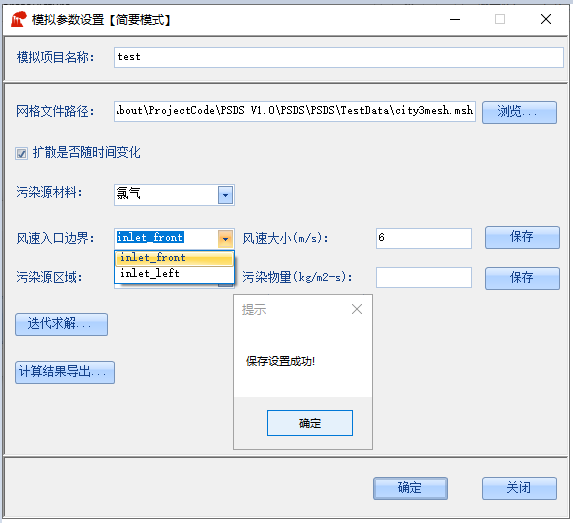 模拟参数设置【简要模式】
模拟项目名称: test
网格文件路径: about\ProjectCode\PSDS V1.0\PSDS\PSDS\TestData\city3mesh.msh 浏览...
扩散是否随时间变化
污染源材料: 氯气
风速入口边界: inlet_front 风速大小(m/s): 6 保存
inlet_front
inlet_left
污染源区域: 污染物量(kg/m2-s): 保存
提示
迭代求解...
保存设置成功!
计算结果导出...
确定
确定 关闭